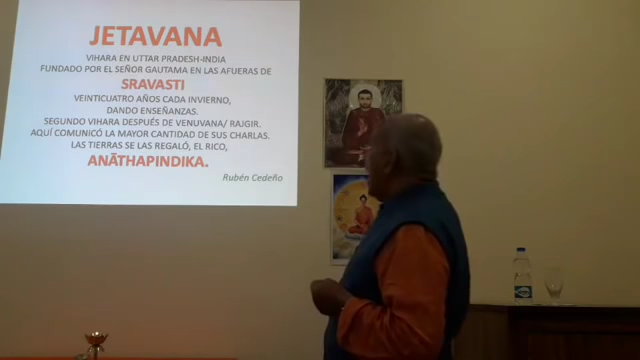 JETAVANA
VIHARA EN UTTAR PRADESH-INDIA
FUNDADO POR EL SEÑOR GAUTAMA EN LAS AFUERAS DE
SRAVASTI
VEINTICUATRO AÑOS CADA INVIERNO,
DANDO ENSEÑANZAS.
SEGUNDO VIHARA DESPUÉS DE VENUVANA/ RAJGIR.
AQUÍ COMUNICÓ LA MAYOR CANTIDAD DE SUS CHARLAS.
LAS TIERRAS SE LAS REGALÓ, EL RICO,
ANĀTHAPINDIKA.
Rubén Cedeño